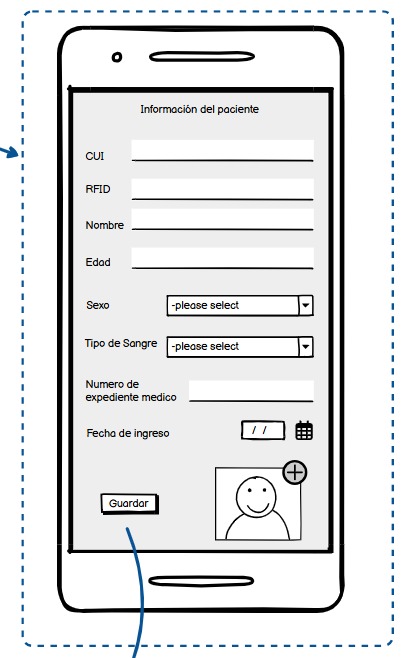 Información del paciente
CUI
RFID
Nombre
Edad
Sexo
-please select
Tipo de Sangre
-please select
Numero de
expediente medico
Fecha de ingreso
/ /
Guardar